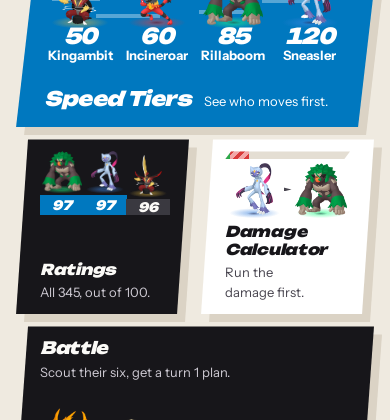 50 60 85 120
Kingambit Incineroar Rillaboom Sneasler
Speed Tiers See who moves first.
97 97 96
Ratings
All 345, out of 100.
Damage
Calculator
Run the
damage first.
Battle
Scout their six, get a turn 1 plan.